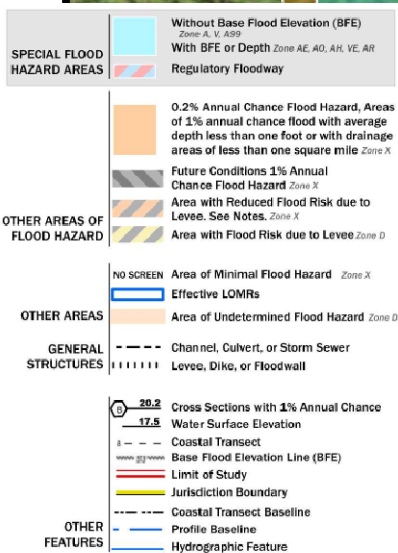 SPECIAL FLOOD
HAZARD AREAS
Without Base Flood Elevation (BFE)
Zone A, V, A99
With BFE or Depth Zone AE, AO, AH, VE, AR
Regulatory Floodway
OTHER AREAS OF
FLOOD HAZARD
0.2% Annual Chance Flood Hazard, Areas
of 1% annual chance flood with average
depth less than one foot or with drainage
areas of less than one square mile Zone X
Future Conditions 1% Annual
Chance Flood Hazard Zone X
Area with Reduced Flood Risk due to
Levee. See Notes. Zone X
Area with Flood Risk due to Levee Zone D
OTHER AREAS
NO SCREEN Area of Minimal Flood Hazard Zone X
Effective LOMRs
Area of Undetermined Flood Hazard Zone D
GENERAL
STRUCTURES
Channel, Culvert, or Storm Sewer
Levee, Dike, or Floodwall
OTHER
FEATURES
B 20.2 Cross Sections with 1% Annual Chance
17.5 Water Surface Elevation
8 Coastal Transect
Base Flood Elevation Line (BFE)
Limit of Study
Jurisdiction Boundary
Coastal Transect Baseline
Profile Baseline
Hydrographic Feature